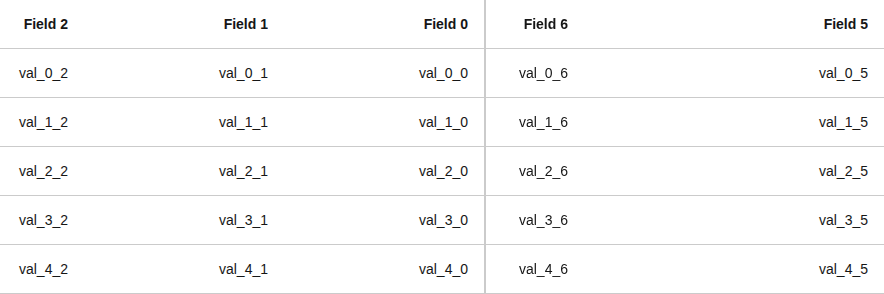 Field 2 Field 1 Field 0 Field 6 Field 5
val_0_2 val_0_1 val_0_0 val_0_6 val_0_5
val_1_2 val_1_1 val_1_0 val_1_6 val_1_5
val_2_2 val_2_1 val_2_0 val_2_6 val_2_5
val_3_2 val_3_1 val_3_0 val_3_6 val_3_5
val_4_2 val_4_1 val_4_0 val_4_6 val_4_5